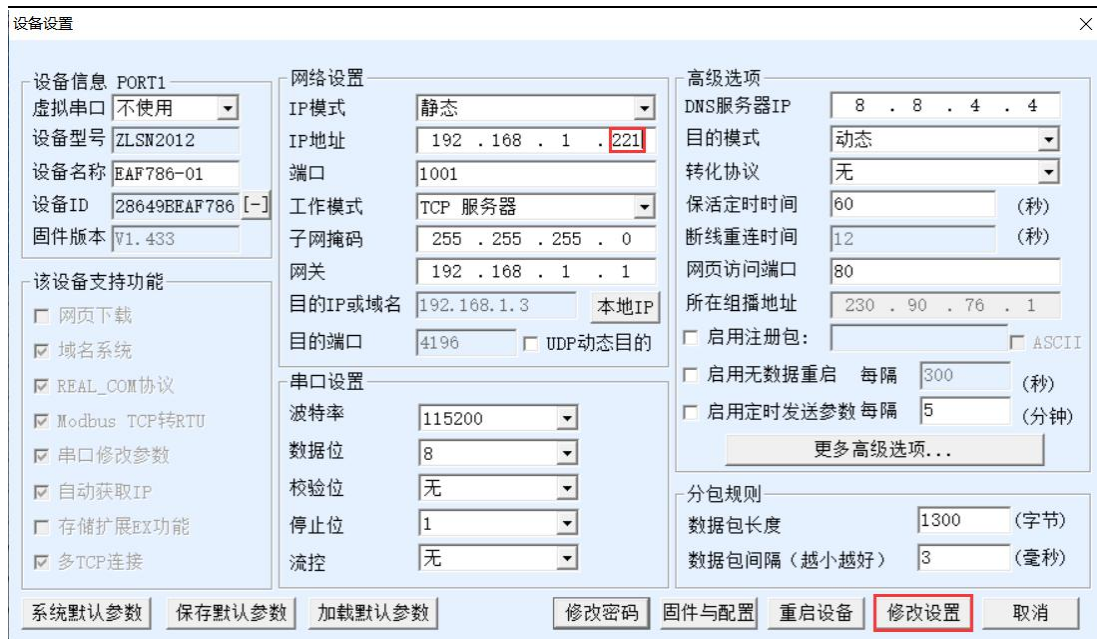 设备设置
设备信息 PORT1
虚拟串口 不使用
设备型号 ZLSN2012
设备名称 EAF786-01
设备ID 28649BEAF786 [-]
固件版本 V1.433
该设备支持功能
网页下载
域名系统
REAL_COM协议
Modbus TCP转RTU
串口修改参数
自动获取IP
存储扩展EX功能
多TCP连接
网络设置
IP模式 静态
IP地址 192 . 168 . 1 . 221
端口 1001
工作模式 TCP 服务器
子网掩码 255 . 255 . 255 . 0
网关 192 . 168 . 1 . 1
目的IP或域名 192.168.1.3 本地IP
目的端口 4196 UDP动态目的
串口设置
波特率 115200
数据位 8
校验位 无
停止位 1
流控 无
高级选项
DNS服务器IP 8 . 8 . 4 . 4
目的模式 动态
转化协议 无
保活定时时间 60 (秒)
断线重连时间 12 (秒)
网页访问端口 80
所在组播地址 230 . 90 . 76 . 1
启用注册包: ASCII
启用无数据重启 每隔 300 (秒)
启用定时发送参数 每隔 5 (分钟)
更多高级选项...
分包规则
数据包长度 1300 (字节)
数据包间隔(越小越好) 3 (毫秒)
系统默认参数 保存默认参数 加载默认参数 修改密码 固件与配置 重启设备 修改设置 取消